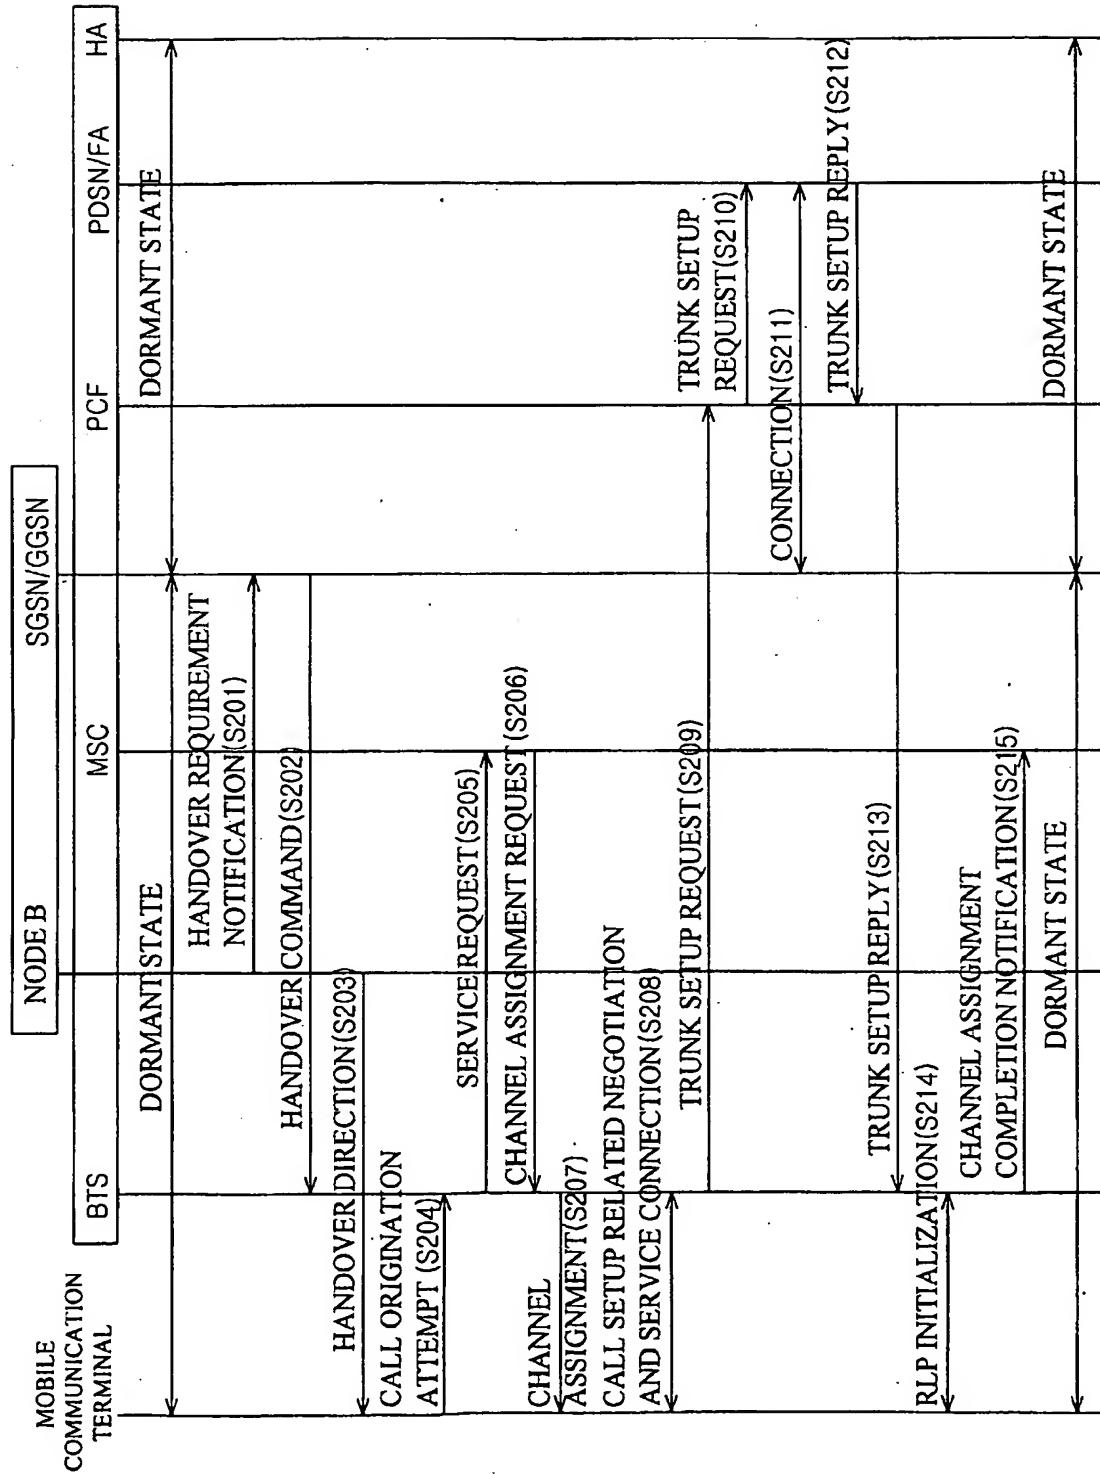 MOBILE
COMMUNICATION
TERMINAL
NODE B
SGSN/GGSN
BTS
MSC
PCF
PDSN/FA
HA
DORMANT STATE
DORMANT STATE
HANDOVER REQUIREMENT
NOTIFICATION(S201)
HANDOVER COMMAND(S202)
HANDOVER DIRECTION(S203)
CALL ORIGINATION
ATTEMPT (S204)
SERVICE REQUEST(S205)
CHANNEL ASSIGNMENT REQUEST (S206)
CHANNEL
ASSIGNMENT(S207)
CALL SETUP RELATED NEGOTIATION
AND SERVICE CONNECTION(S208)
TRUNK SETUP REQUEST(S209)
TRUNK SETUP
REQUEST(S210)
CONNECTION(S211)
TRUNK SETUP REPLY(S212)
TRUNK SETUP REPLY(S213)
RLP INITIALIZATION(S214)
CHANNEL ASSIGNMENT
COMPLETION NOTIFICATION(S215)
DORMANT STATE
DORMANT STATE